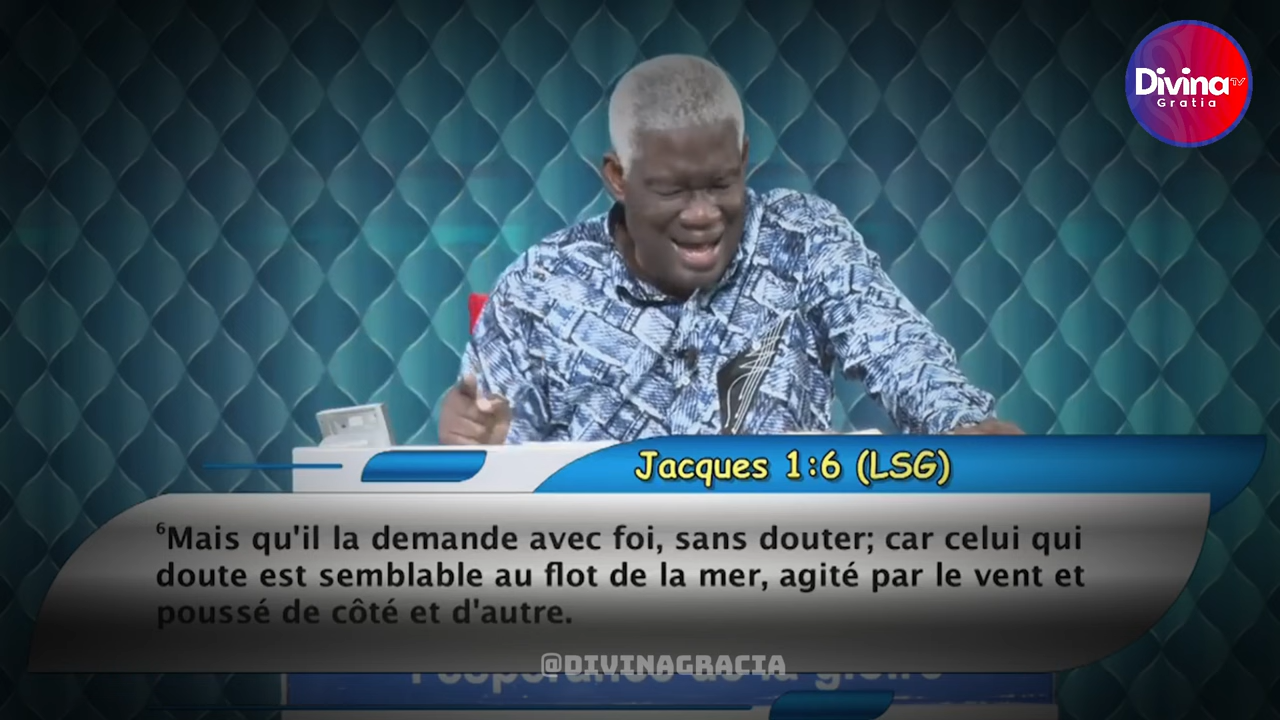 Divina TV
Gratia
Jacques 1:6 (LSG)
⁶Mais qu'il la demande avec foi, sans douter; car celui qui
doute est semblable au flot de la mer, agité par le vent et
poussé de côté et d'autre.
@DIVINAGRACIA